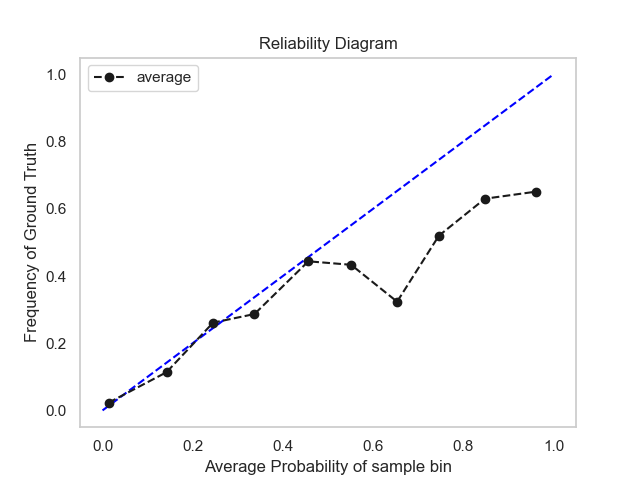 Reliability Diagram
average
Frequency of Ground Truth
1.0
0.8
0.6
0.4
0.2
0.0
0.0 0.2 0.4 0.6 0.8 1.0
Average Probability of sample bin